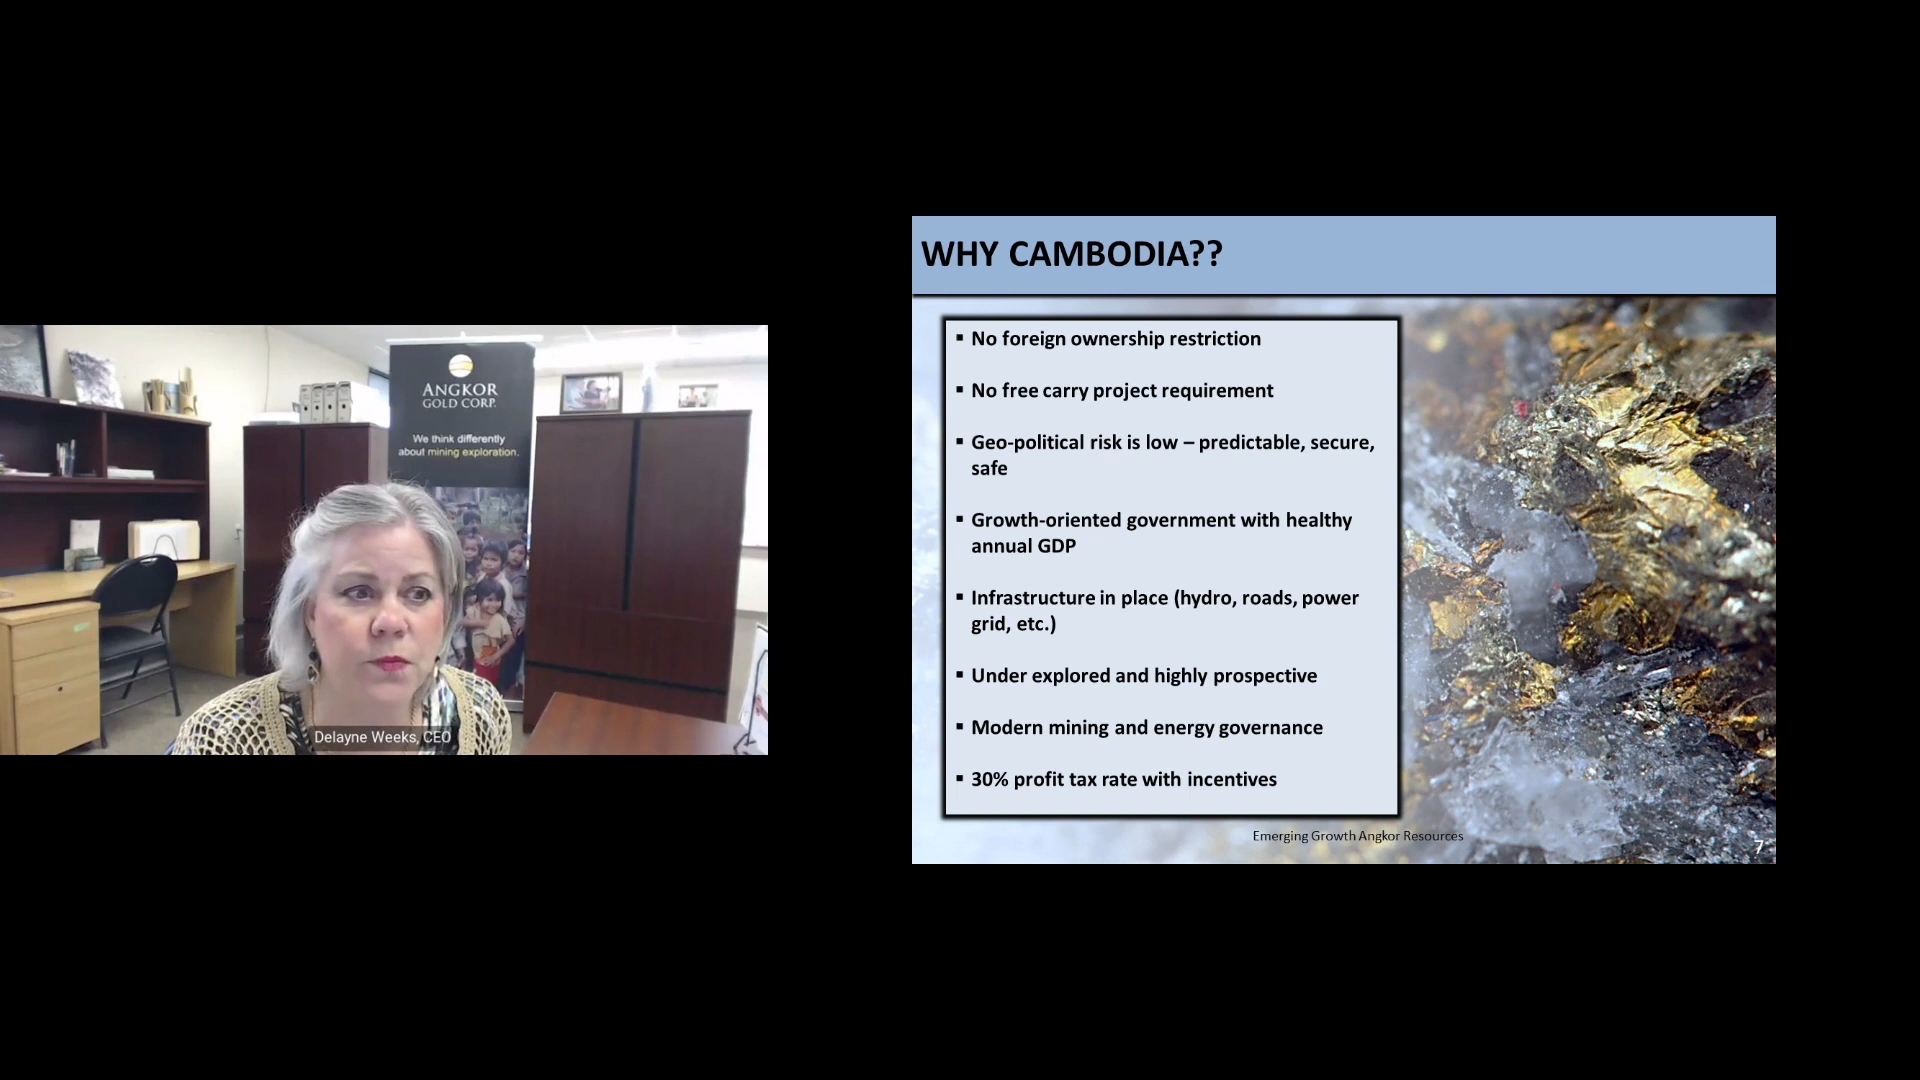 ANGKOR
GOLD CORP.
We think differently
about mining exploration.
Delayne Weeks, CEO
WHY CAMBODIA??
▪ No foreign ownership restriction
▪ No free carry project requirement
▪ Geo-political risk is low – predictable, secure,
safe
▪ Growth-oriented government with healthy
annual GDP
▪ Infrastructure in place (hydro, roads, power
grid, etc.)
▪ Under explored and highly prospective
▪ Modern mining and energy governance
▪ 30% profit tax rate with incentives
Emerging Growth Angkor Resources
7